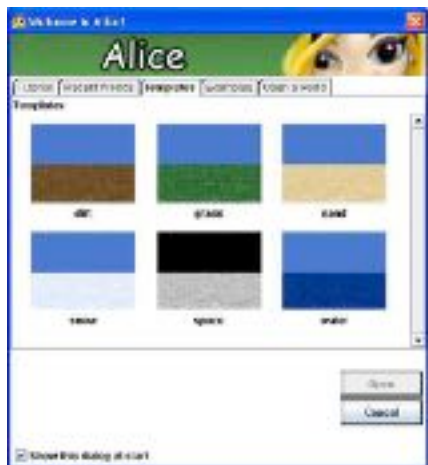 Welcome to Alice!
Alice
Tutorial Recent Worlds Templates Examples Open a world
Templates
dirt grass sand
snow space water
Open
Cancel
Show this dialog at start